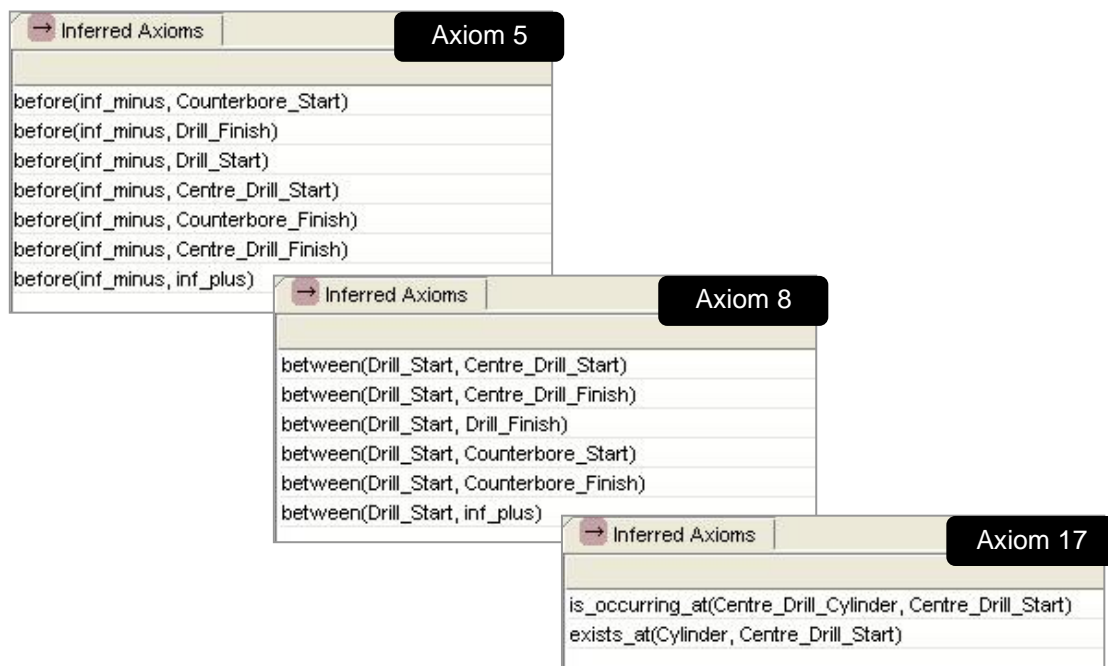 Inferred Axioms
Axiom 5
before(inf_minus, Counterbore_Start)
before(inf_minus, Drill_Finish)
before(inf_minus, Drill_Start)
before(inf_minus, Centre_Drill_Start)
before(inf_minus, Counterbore_Finish)
before(inf_minus, Centre_Drill_Finish)
before(inf_minus, inf_plus)
Inferred Axioms
Axiom 8
between(Drill_Start, Centre_Drill_Start)
between(Drill_Start, Centre_Drill_Finish)
between(Drill_Start, Drill_Finish)
between(Drill_Start, Counterbore_Start)
between(Drill_Start, Counterbore_Finish)
between(Drill_Start, inf_plus)
Inferred Axioms
Axiom 17
is_occurring_at(Centre_Drill_Cylinder, Centre_Drill_Start)
exists_at(Cylinder, Centre_Drill_Start)